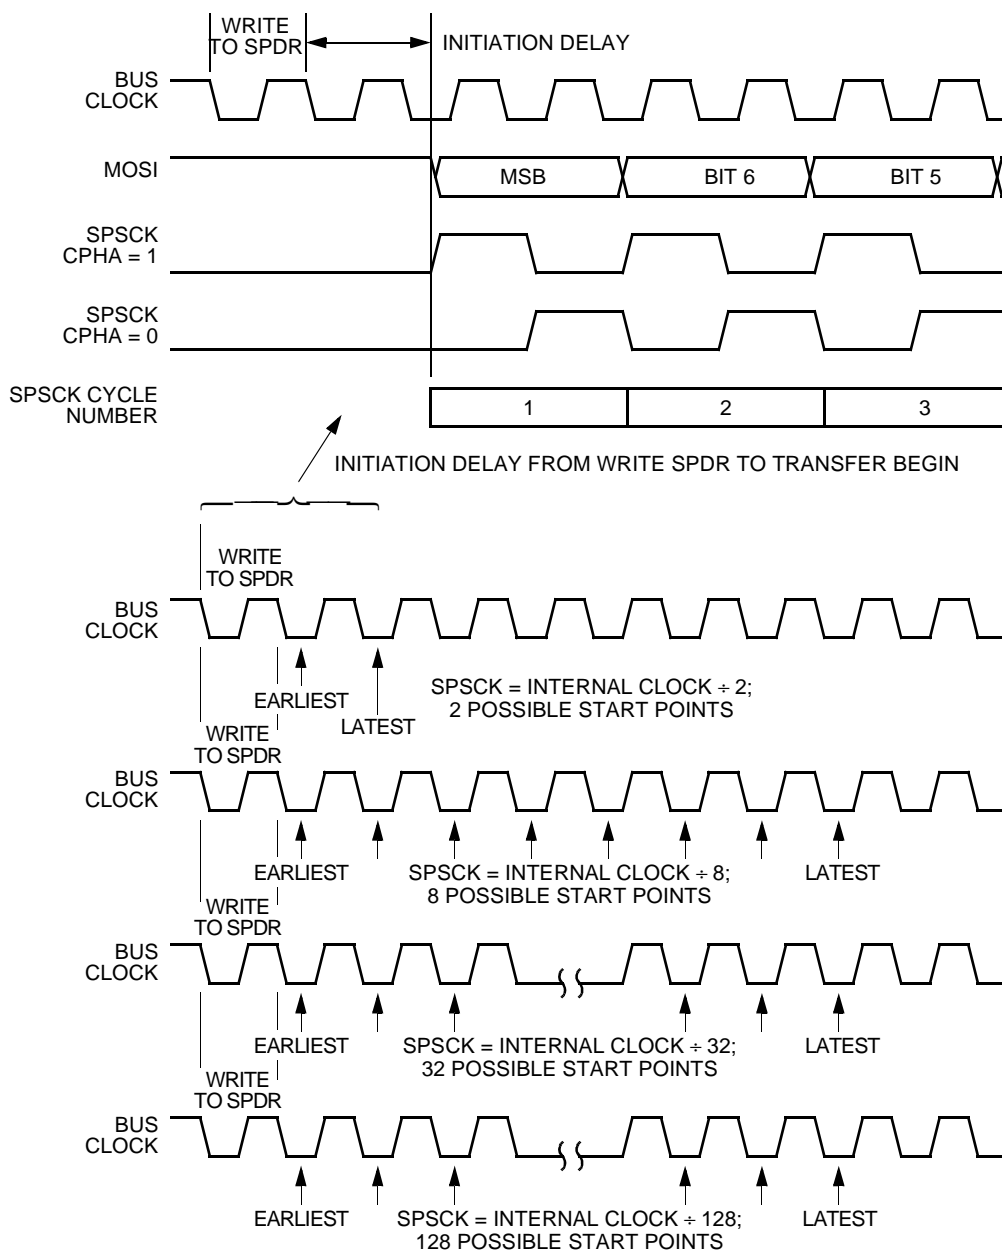 WRITE
TO SPDR
INITIATION DELAY
BUS
CLOCK
MOSI
MSB
BIT 6
BIT 5
SPSCK
CPHA = 1
SPSCK
CPHA = 0
SPSCK CYCLE
NUMBER
1
2
3
INITIATION DELAY FROM WRITE SPDR TO TRANSFER BEGIN
WRITE
TO SPDR
BUS
CLOCK
EARLIEST
LATEST
SPSCK = INTERNAL CLOCK ÷ 2;
2 POSSIBLE START POINTS
WRITE
TO SPDR
BUS
CLOCK
EARLIEST
SPSCK = INTERNAL CLOCK ÷ 8;
8 POSSIBLE START POINTS
LATEST
WRITE
TO SPDR
BUS
CLOCK
EARLIEST
SPSCK = INTERNAL CLOCK ÷ 32;
32 POSSIBLE START POINTS
LATEST
WRITE
TO SPDR
BUS
CLOCK
EARLIEST
SPSCK = INTERNAL CLOCK ÷ 128;
128 POSSIBLE START POINTS
LATEST